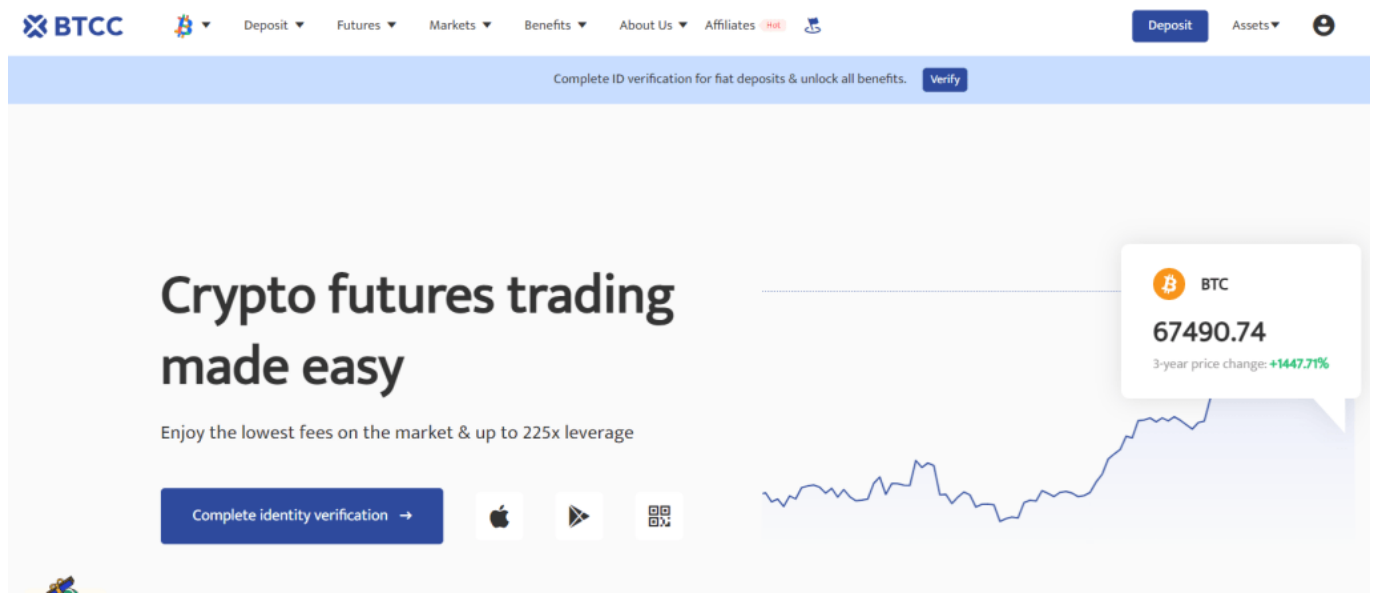 BTCC
Deposit
Futures
Markets
Benefits
About Us
Affiliates
Hot
Deposit
Assets
Complete ID verification for fiat deposits & unlock all benefits.
Verify
BTC
67490.74
3-year price change: +1447.71%
Crypto futures trading
made easy
Enjoy the lowest fees on the market & up to 225x leverage
Complete identity verification →